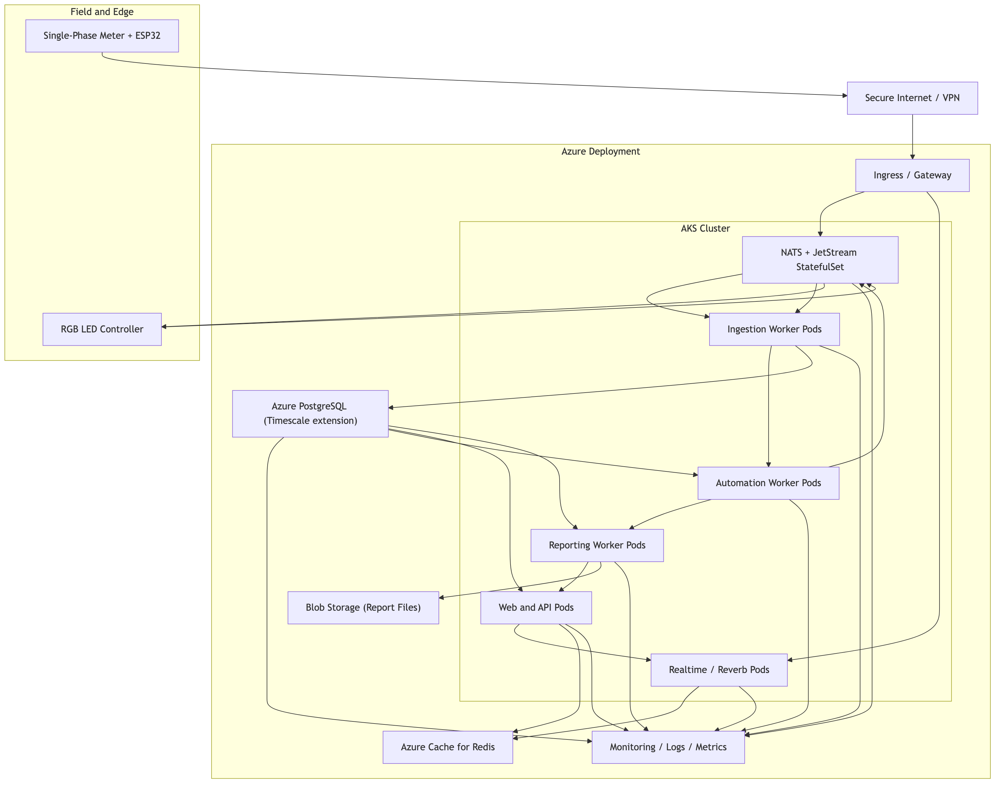 Field and Edge
Single-Phase Meter + ESP32
Secure Internet / VPN
Azure Deployment
Ingress / Gateway
AKS Cluster
NATS + JetStream
StatefulSet
RGB LED Controller
Ingestion Worker Pods
Azure PostgreSQL
(Timescale extension)
Automation Worker Pods
Reporting Worker Pods
Blob Storage (Report Files)
Web and API Pods
Realtime / Reverb Pods
Azure Cache for Redis
Monitoring / Logs / Metrics